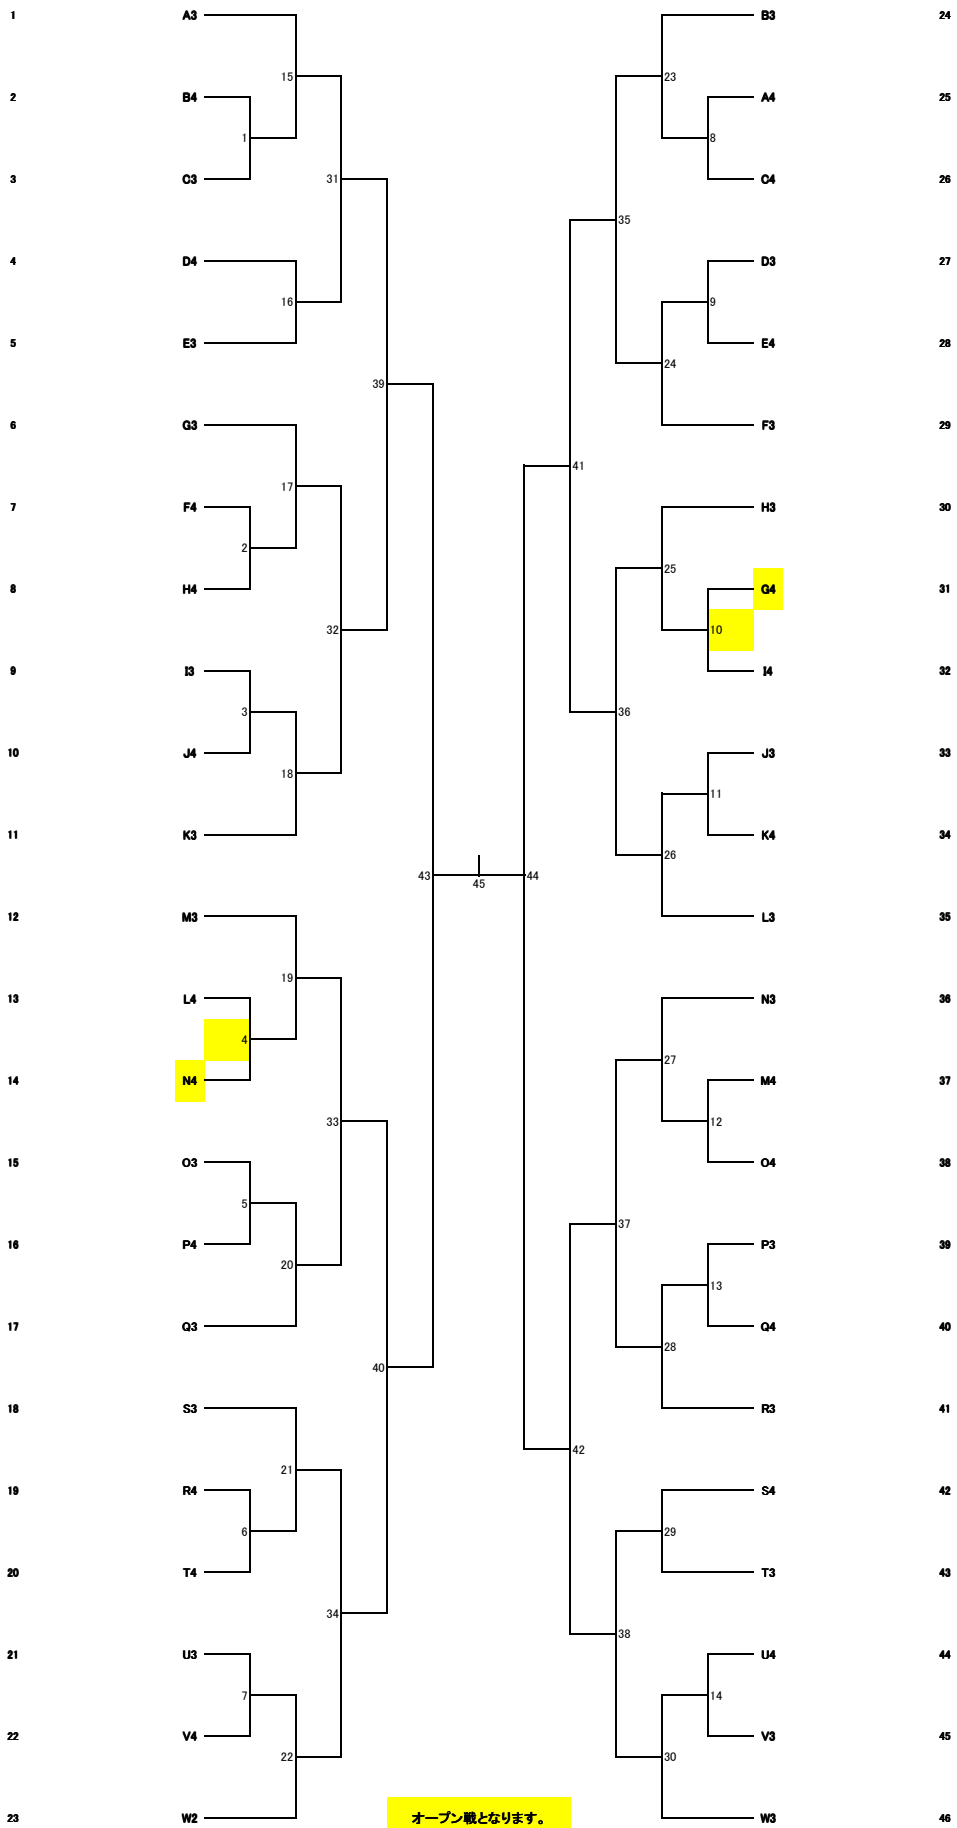 1 A3 B3 24
15 23
2 B4 A4 25
1 8
3 C3 31 C4 26
35
4 D4 D3 27
16 9
5 E3 E4 28
24
39
6 G3 F3 29
41
17
7 F4 H3 30
2
25
8 H4 G4 31
32 10
9 I3 I4 32
3 36
10 J4 J3 33
18
11
11 K3 K4 34
26
43 45 44
12 M3 L3 35
19
13 L4 N3 36
4
27
14 N4 M4 37
33 12
15 O3 O4 38
5
37
16 P4 P3 39
20
13
17 Q3 Q4 40
28
40
18 S3 R3 41
42
21
19 R4 S4 42
6 29
20 T4 T3 43
34
38
21 U3 U4 44
7 14
22 V4 V3 45
22 30
23 W2 オープン戦となります。 W3 46